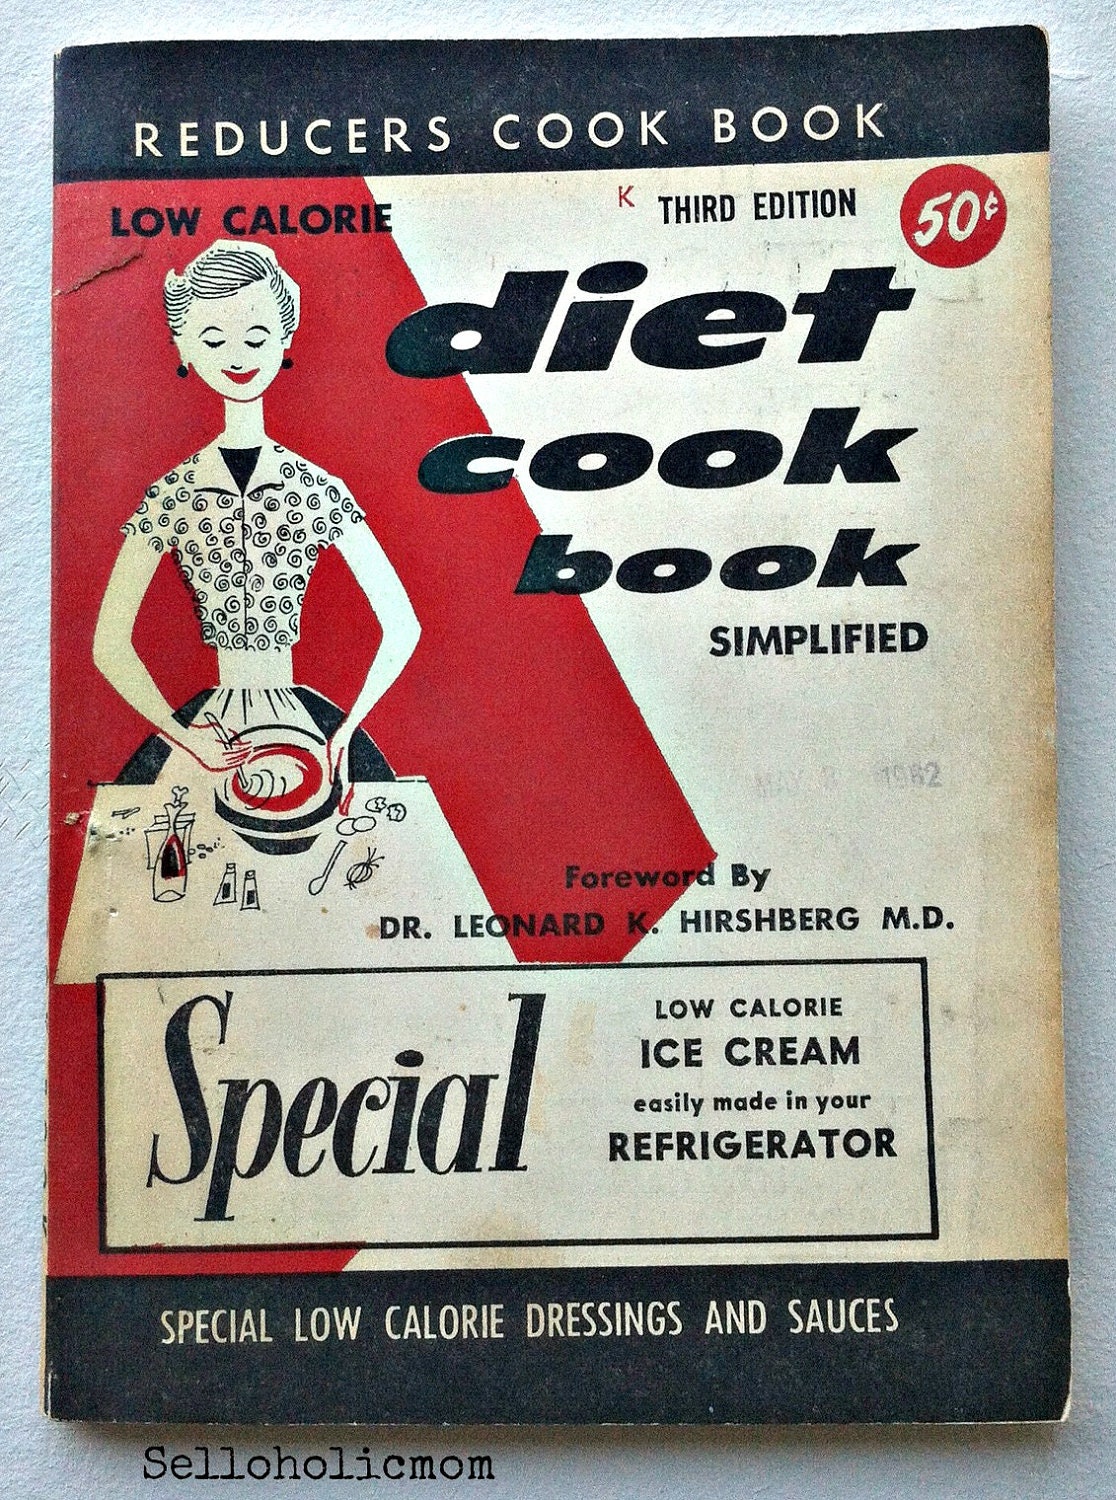 REDUCERS COOK BOOK
LOW CALORIE
K
THIRD EDITION
50¢
diet
cook
book
SIMPLIFIED
1962
Foreword By
DR. LEONARD K. HIRSHBERG M.D.
Special
LOW CALORIE
ICE CREAM
easily made in your
REFRIGERATOR
SPECIAL LOW CALORIE DRESSINGS AND SAUCES
Selloholicmom